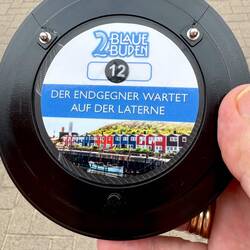 2 BLAUE
BUDEN
12
DER ENDGEGNER WARTET
AUF DER LATERNE